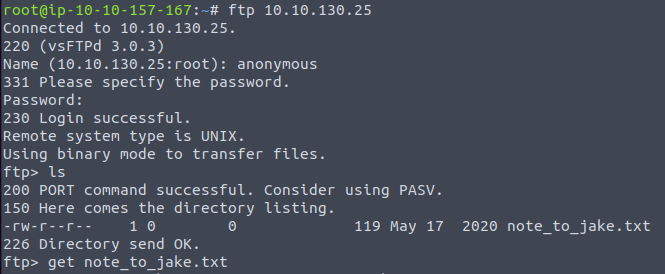 root@ip-10-10-157-167:~# ftp 10.10.130.25
Connected to 10.10.130.25.
220 (vsFTPd 3.0.3)
Name (10.10.130.25:root): anonymous
331 Please specify the password.
Password:
230 Login successful.
Remote system type is UNIX.
Using binary mode to transfer files.
ftp> ls
200 PORT command successful. Consider using PASV.
150 Here comes the directory listing.
-rw-r--r--    1 0        0             119 May 17  2020 note_to_jake.txt
226 Directory send OK.
ftp> get note_to_jake.txt